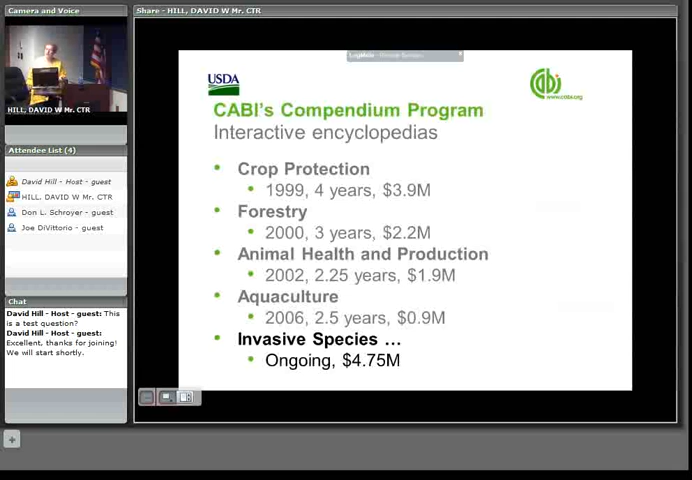 Camera and Voice
HILL, DAVID W Mr. CTR
Attendee List (4)
David Hill - Host - guest
HILL, DAVID W Mr. CTR
Don L. Schroyer - guest
Joe DiVittorio - guest
Chat
David Hill - Host - guest: This
is a test question?
David Hill - Host - guest:
Excellent, thanks for joining!
We will start shortly.
Share - HILL, DAVID W Mr. CTR
USDA
cabi
www.cabi.org
CABI's Compendium Program
Interactive encyclopedias
• Crop Protection
• 1999, 4 years, $3.9M
• Forestry
• 2000, 3 years, $2.2M
• Animal Health and Production
• 2002, 2.25 years, $1.9M
• Aquaculture
• 2006, 2.5 years, $0.9M
• Invasive Species …
• Ongoing, $4.75M